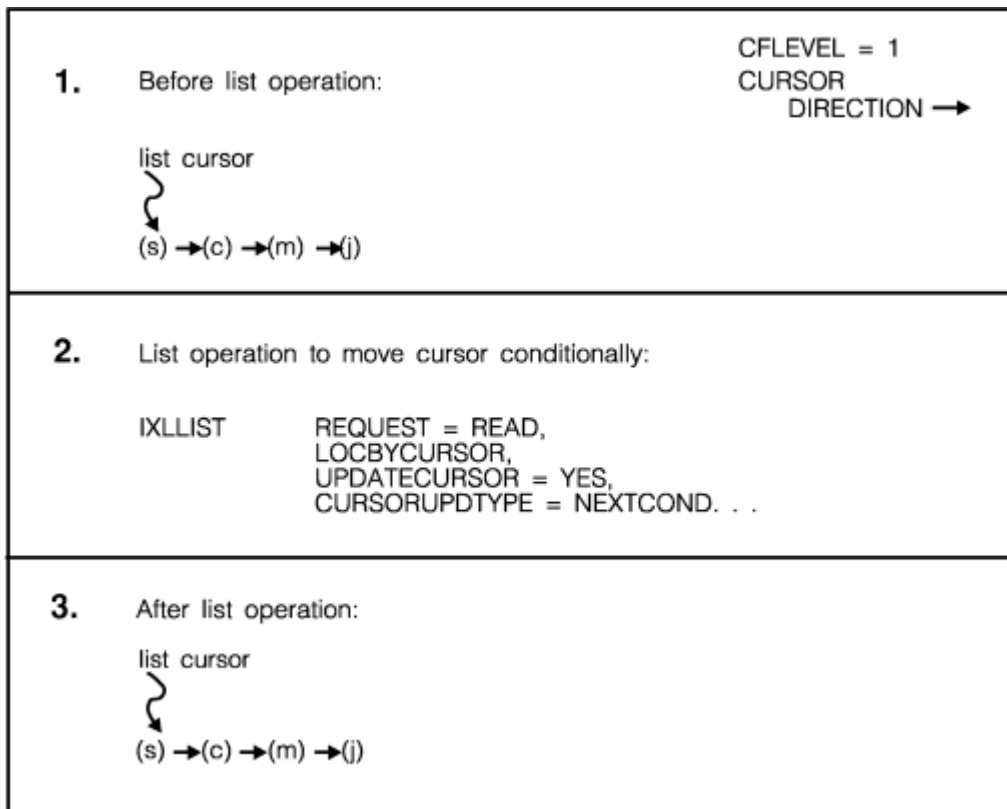 1. Before list operation:
CFLEVEL = 1
CURSOR
DIRECTION →
list cursor
(s) →(c) →(m) →(j)
2. List operation to move cursor conditionally:
IXLLIST REQUEST = READ,
LOCBYCURSOR,
UPDATECURSOR = YES,
CURSORUPDTYPE = NEXTCOND. . .
3. After list operation:
list cursor
(s) →(c) →(m) →(j)